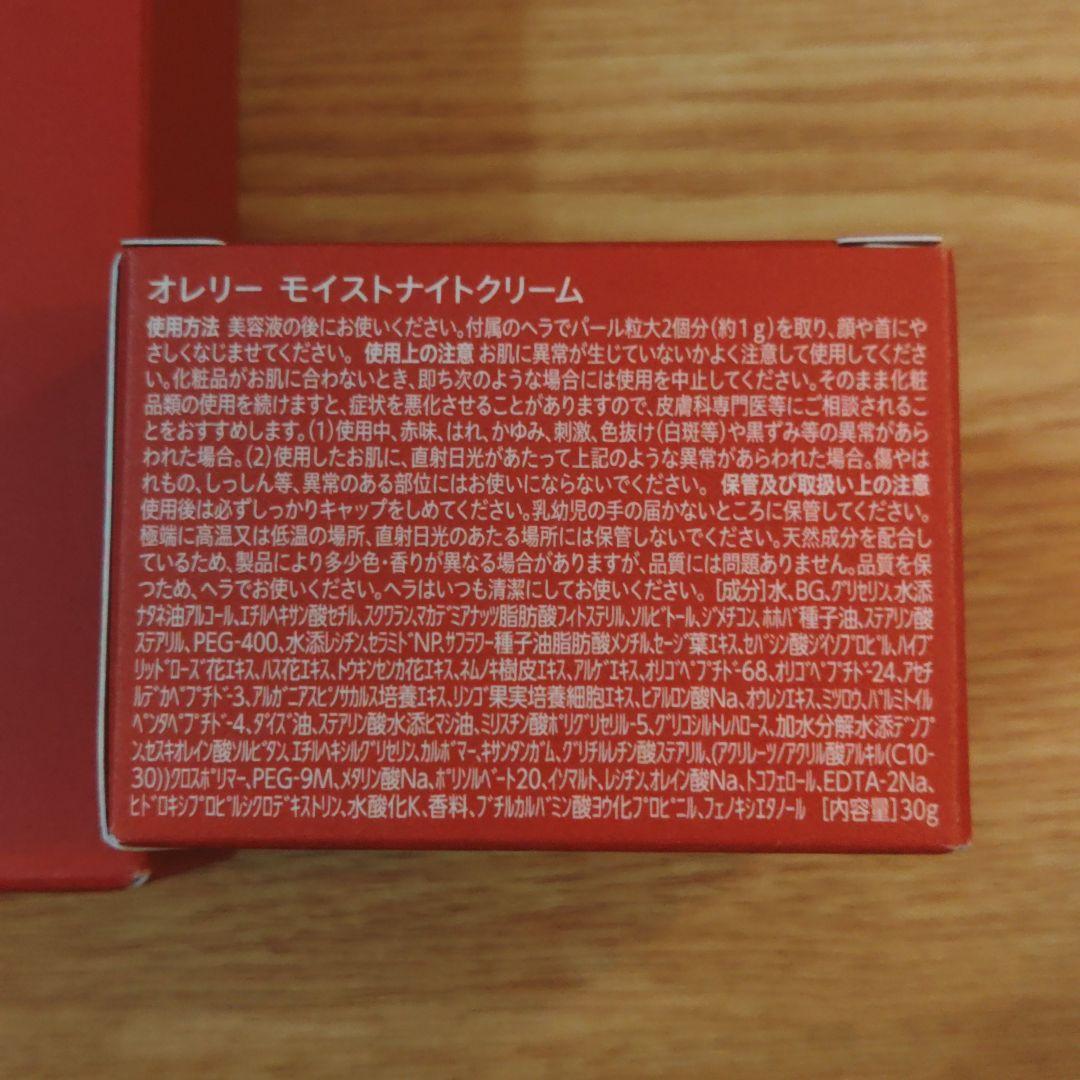 オレリー モイストナイトクリーム
使用方法 美容液の後にお使いください。付属のヘラでパール粒大2個分(約1g)を取り、顔や首にや
さしくなじませてください。 使用上の注意 お肌に異常が生じていないかよく注意して使用してくださ
い。化粧品がお肌に合わないとき、即ち次のような場合には使用を中止してください。そのまま化粧
品類の使用を続けますと、症状を悪化させることがありますので、皮膚科専門医等にご相談されるこ
とをおすすめします。(1)使用中、赤味、はれ、かゆみ、刺激、色抜け(白斑等)や黒ずみ等の異常があら
われた場合。(2)使用したお肌に、直射日光があたって上記のような異常があらわれた場合。傷やは
れもの、しっしん等、異常のある部位にはお使いにならないでください。 保管及び取扱い上の注意
使用後は必ずしっかりキャップをしめてください。乳幼児の手の届かないところに保管してください。
極端に高温又は低温の場所、直射日光のあたる場所には保管しないでください。天然成分を配合し
ているため、製品により多少色・香りが異なる場合がありますが、品質には問題ありません。品質を保
つため、ヘラでお使いください。ヘラはいつも清潔にしてお使いください。[成分]水、BG、グリセリン、水添
ナタネ油アルコール、エチルヘキサン酸セチル、スクワラン、マカデミアナッツ脂肪酸フィトステリル、ソルビトール、ジメチコン、ホホバ種子油、ステアリン酸
ステアリル、PEG-400、水添レシチン、セラミドNP、サフラワー種子油脂肪酸メンチル、セージ葉エキス、セバシン酸ジイソプロピル、ハイブ
リッドローズ花エキス、ハス花エキス、トウキンセンカ花エキス、ネムノキ樹皮エキス、アルゲエキス、オリゴペプチド-68、オリゴペプチド-24、アセチ
ルデカペプチド-3、アルガニアスピノサカルス培養エキス、リンゴ果実培養細胞エキス、ヒアルロン酸Na、オウレンエキス、ミツロウ、パルミトイル
ペンタペプチド-4、ダイズ油、ステアリン酸水添ヒマシ油、ミリスチン酸ポリグリセリル-5、グリコシルトレハロース、加水分解水添デンプ
ン、セスキオレイン酸ソルビタン、エチルヘキシルグリセリン、カルボマー、キサンタンガム、グリチルレチン酸ステアリル、(アクリレーツ/アクリル酸アルキル(C10-
30))クロスポリマー、PEG-9M、メタリン酸Na、ポリソルベート20、イソマルト、レシチン、オレイン酸Na、トコフェロール、EDTA-2Na、
ヒドロキシプロピルシクロデキストリン、水酸化K、香料、ブチルカルバミン酸ヨウ化プロピニル、フェノキシエタノール [内容量]30g